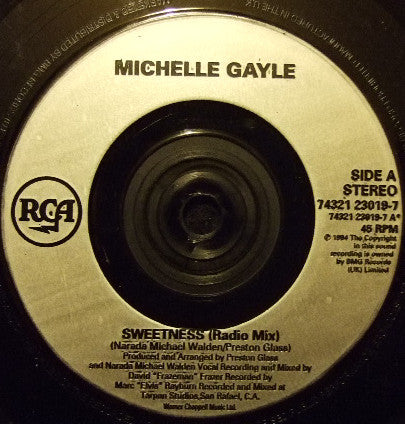 MICHELLE GAYLE
RCA
SIDE A
STEREO
74321 23019-7
74321 23019-7 A*
45 RPM
℗ 1994 The Copyright
in this sound
recording is owned
by BMG Records
(UK) Limited
SWEETNESS (Radio Mix)
(Narada Michael Walden/Preston Glass)
Produced and Arranged by Preston Glass
and Narada Michael Walden Vocal Recording and Mixed by
David "Frazeman" Frazer Recorded by
Marc "Elvis" Rayburn Recorded and Mixed at
Tarpan Studios,San Rafael, C.A.
Warner Chappell Music Ltd.